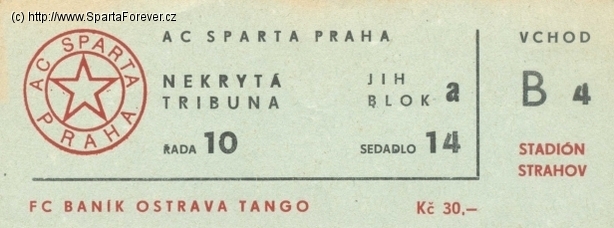 (c) http://www.SpartaForever.cz
AC SPARTA PRAHA
AC SPARTA PRAHA
NEKRYTÁ TRIBUNA
JIH BLOK a
ŘADA 10
SEDADLO 14
VCHOD
B 4
STADIÓN
STRAHOV
FC BANÍK OSTRAVA TANGO
Kč 30,–